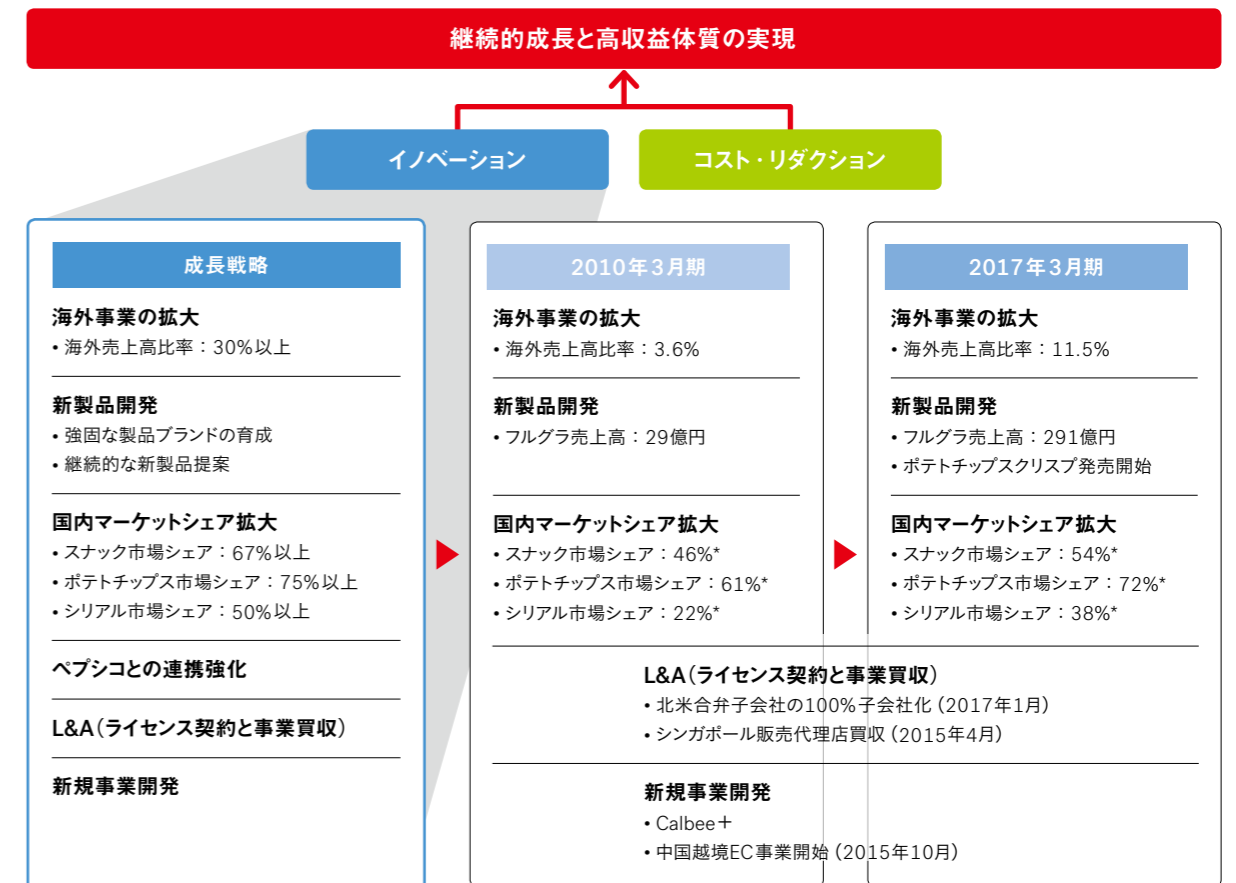 継続的成長と高収益体質の実現
イノベーション
コスト・リダクション
成長戦略
海外事業の拡大
• 海外売上高比率：30%以上
新製品開発
• 強固な製品ブランドの育成
• 継続的な新製品提案
国内マーケットシェア拡大
• スナック市場シェア：67%以上
• ポテトチップス市場シェア：75%以上
• シリアル市場シェア：50%以上
ペプシコとの連携強化
L&A（ライセンス契約と事業買収）
新規事業開発
2010年3月期
海外事業の拡大
• 海外売上高比率：3.6%
新製品開発
• フルグラ売上高：29億円
国内マーケットシェア拡大
• スナック市場シェア：46%*
• ポテトチップス市場シェア：61%*
• シリアル市場シェア：22%*
2017年3月期
海外事業の拡大
• 海外売上高比率：11.5%
新製品開発
• フルグラ売上高：291億円
• ポテトチップスクリスプ発売開始
国内マーケットシェア拡大
• スナック市場シェア：54%*
• ポテトチップス市場シェア：72%*
• シリアル市場シェア：38%*
L&A（ライセンス契約と事業買収）
• 北米合弁子会社の100%子会社化（2017年1月）
• シンガポール販売代理店買収（2015年4月）
新規事業開発
• Calbee＋
• 中国越境EC事業開始（2015年10月）